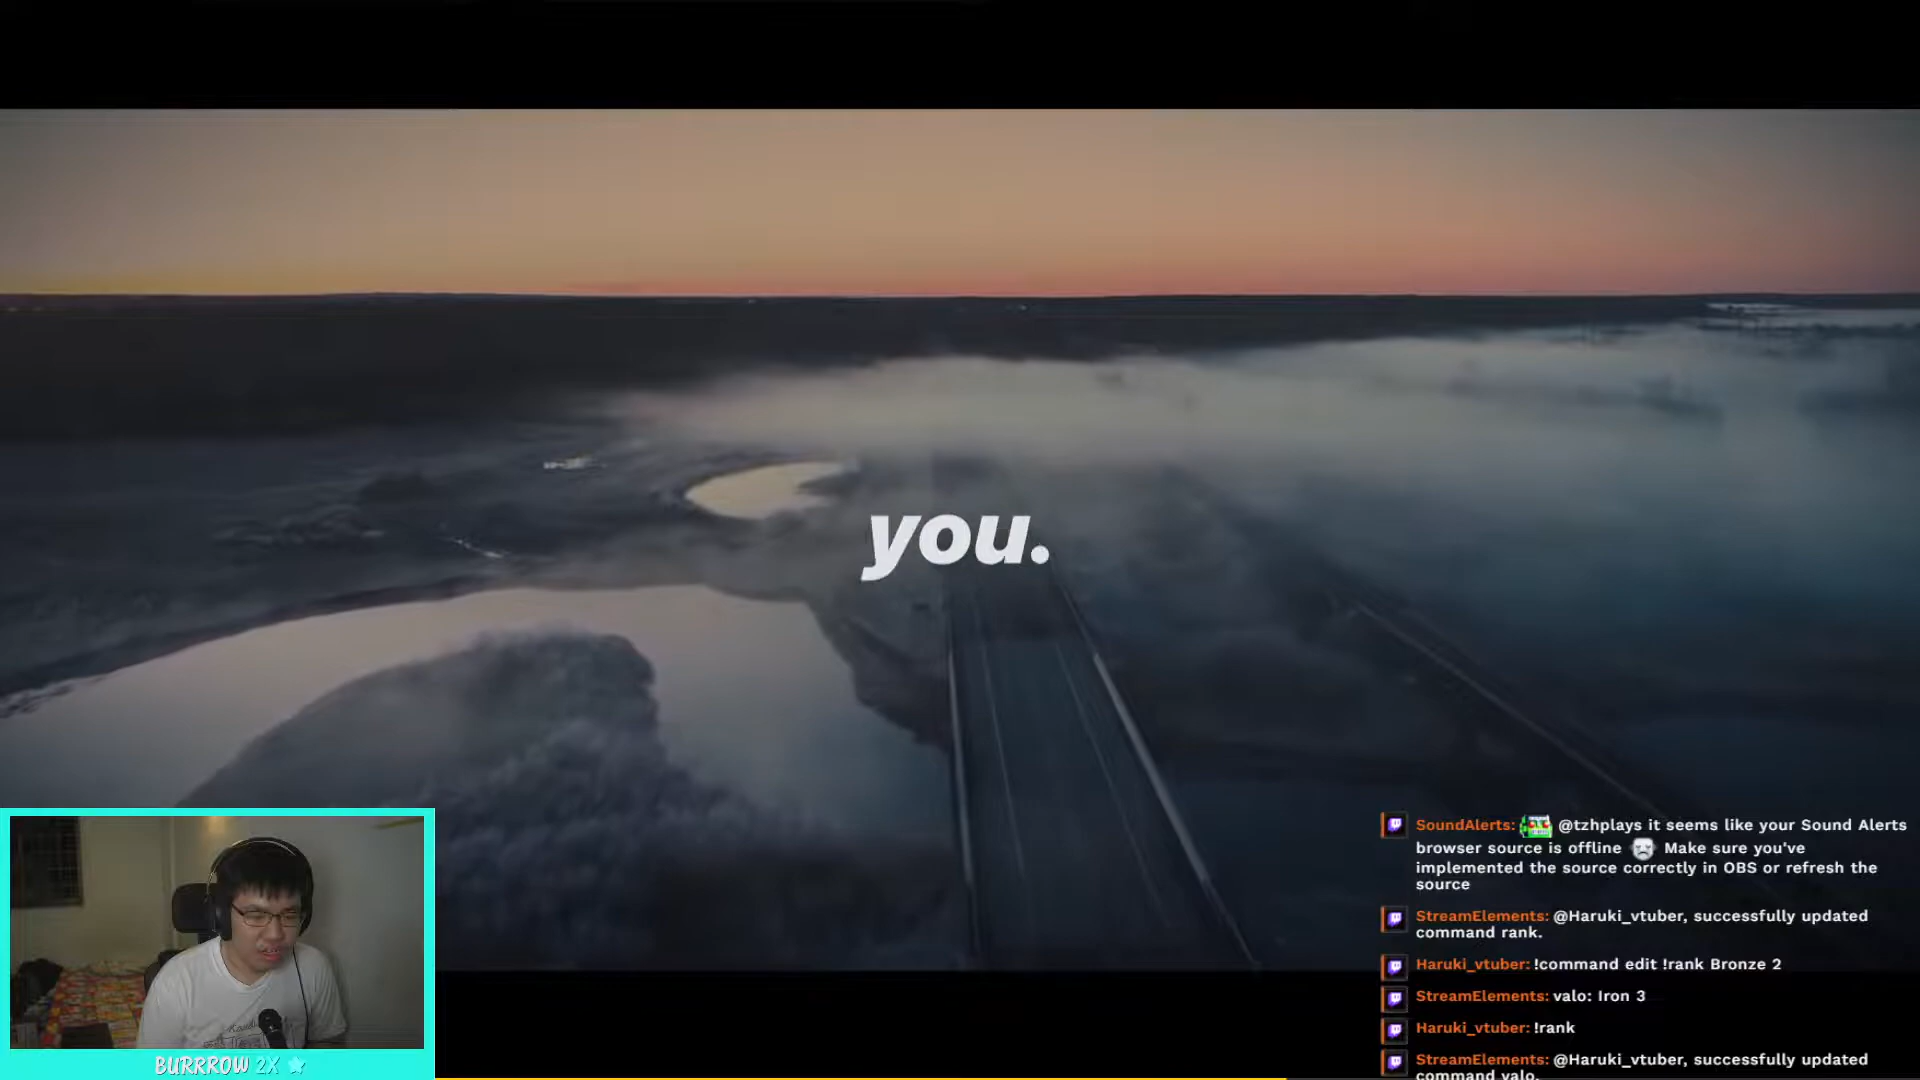 you.
SoundAlerts: @tzhplays it seems like your Sound Alerts
browser source is offline Make sure you've
implemented the source correctly in OBS or refresh the
source
StreamElements: @Haruki_vtuber, successfully updated
command rank.
Haruki_vtuber: !command edit !rank Bronze 2
StreamElements: valo: Iron 3
Haruki_vtuber: !rank
StreamElements: @Haruki_vtuber, successfully updated
command valo.
BURRROW 2X